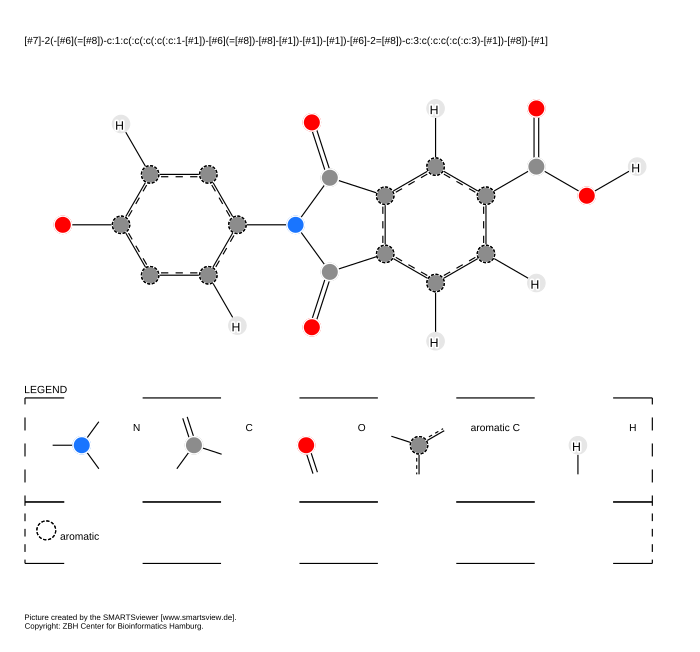 [#7]-2(-[#6](=[#8])-c:1:c(:c(:c(:c(:c:1-[#1])-[#6](=[#8])-[#8]-[#1])-[#1])-[#1])-[#6]-2=[#8])-c:3:c(:c:c(:c(:c:3)-[#1])-[#8])-[#1]
H
H
H
H
H
H
LEGEND
N C O aromatic C H
H
aromatic
Picture created by the SMARTSviewer [www.smartsview.de].
Copyright: ZBH Center for Bioinformatics Hamburg.